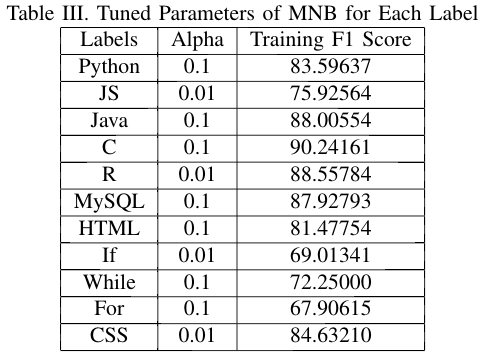 Table III. Tuned Parameters of MNB for Each Label
Labels Alpha Training F1 Score
Python 0.1 83.59637
JS 0.01 75.92564
Java 0.1 88.00554
C 0.1 90.24161
R 0.01 88.55784
MySQL 0.1 87.92793
HTML 0.1 81.47754
If 0.01 69.01341
While 0.1 72.25000
For 0.1 67.90615
CSS 0.01 84.63210